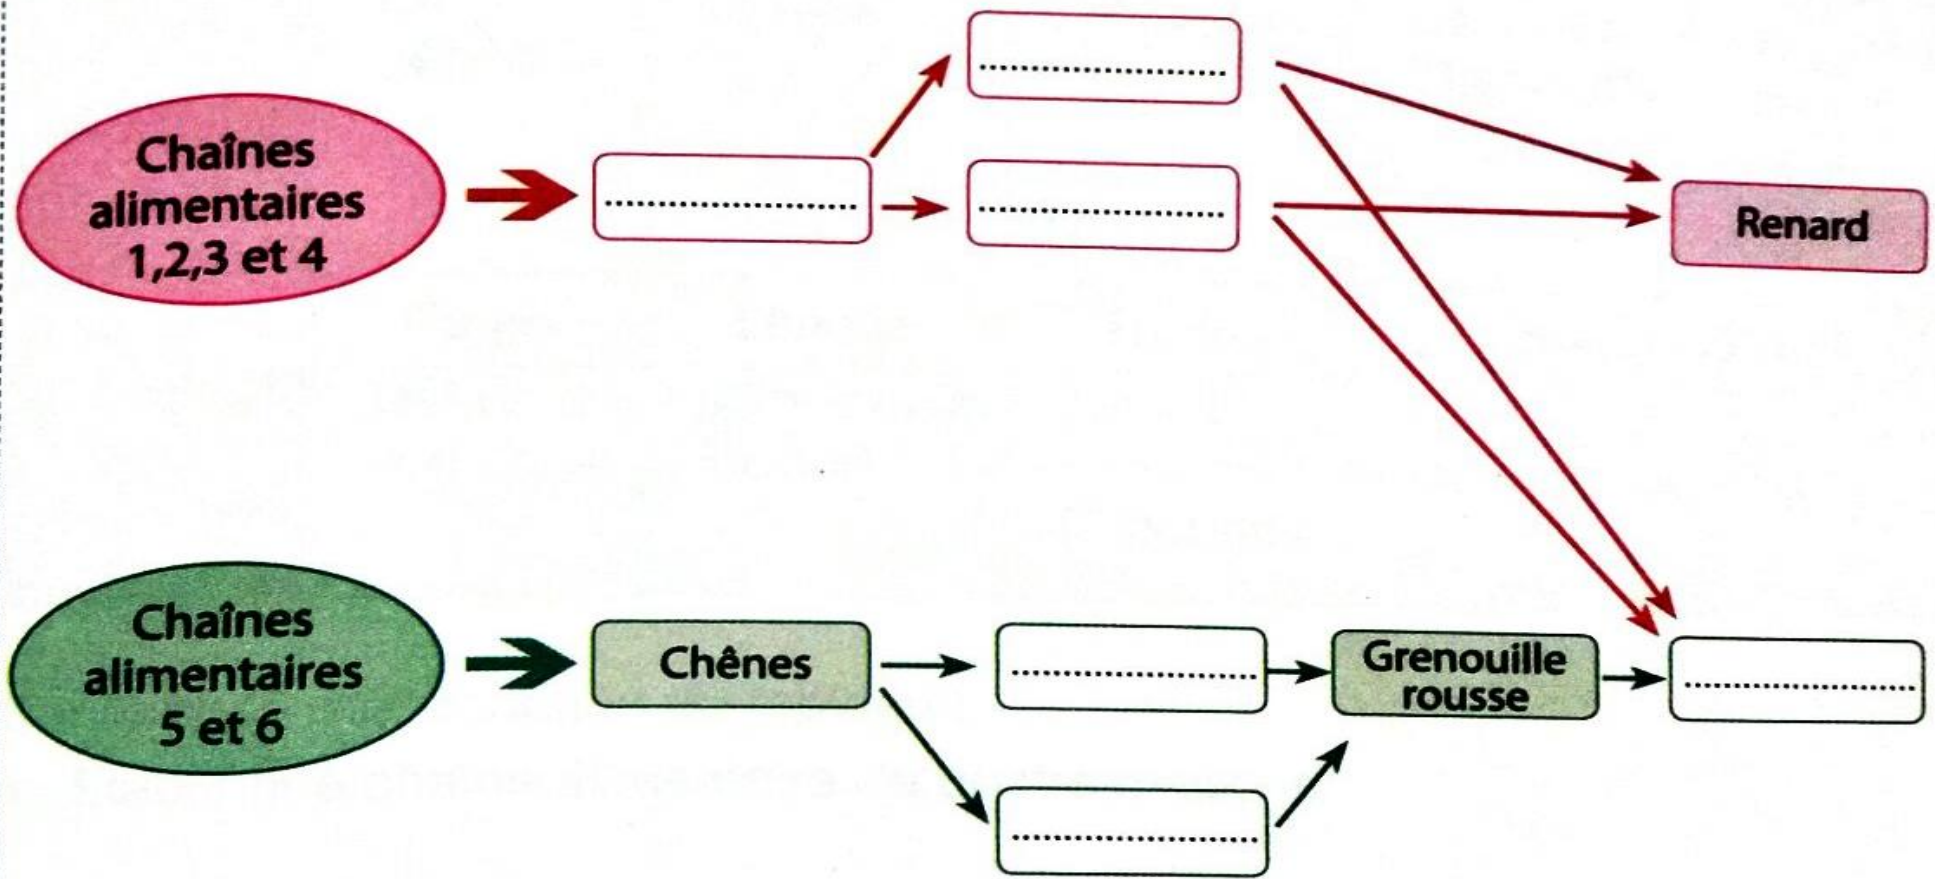 Chaînes
alimentaires
1,2,3 et 4
Renard
Chaînes
alimentaires
5 et 6
Chênes
Grenouille
rousse